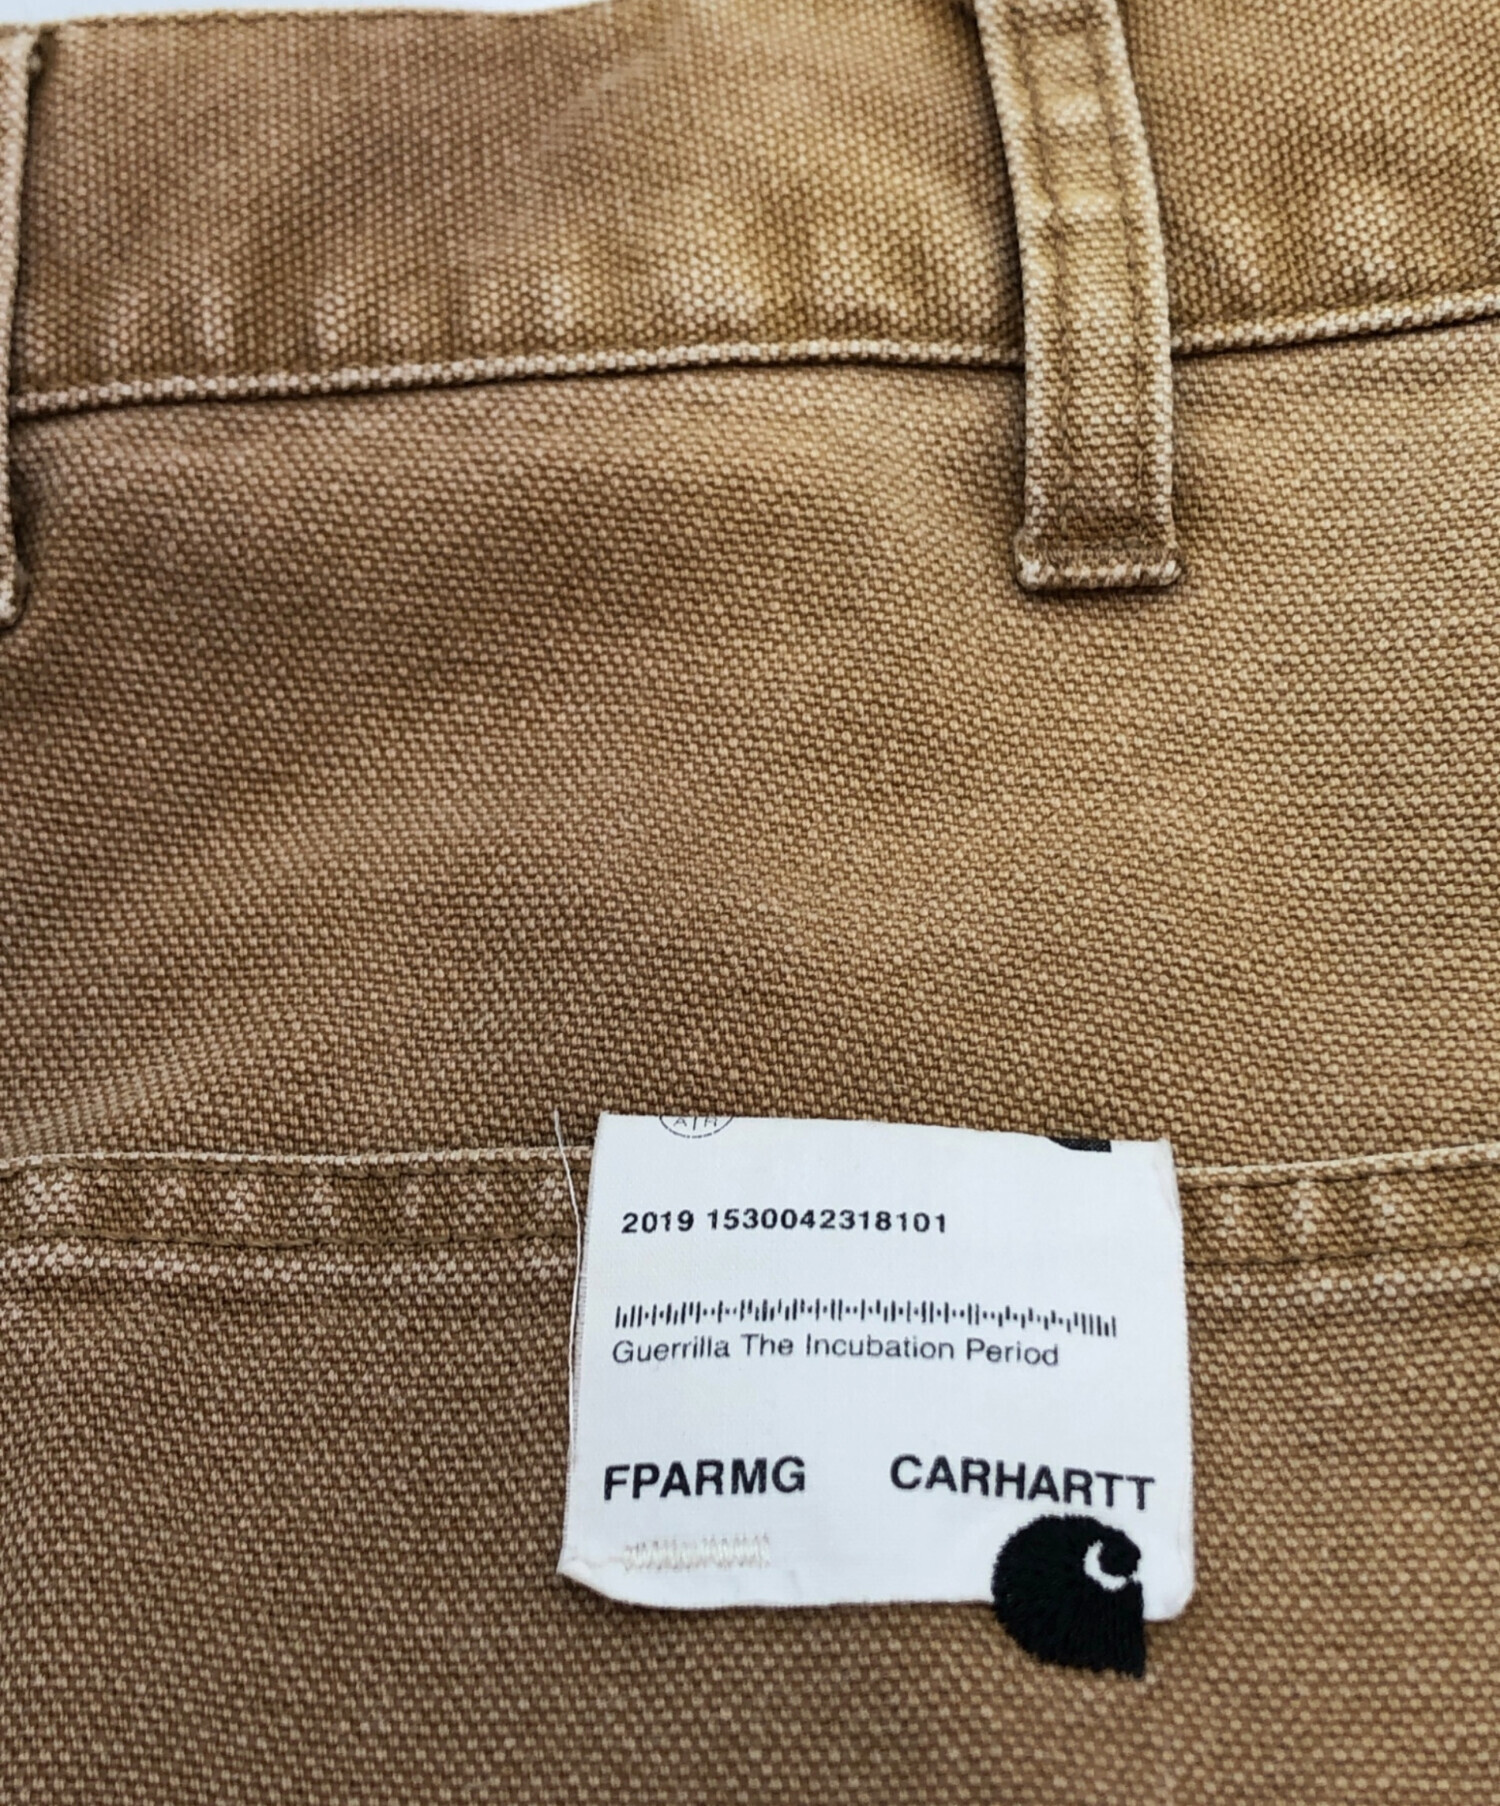 2019 1530042318101
Guerrilla The Incubation Period
FPARMG CARHARTT